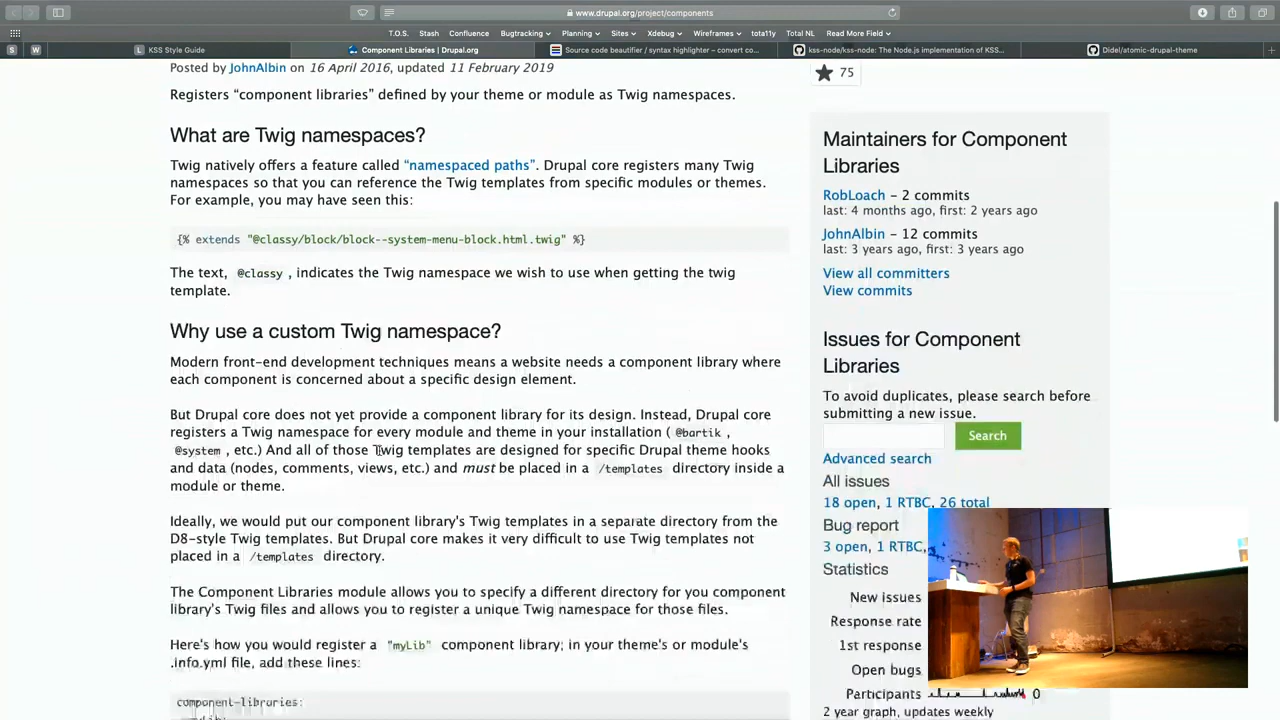 www.drupal.org/project/components
T.O.S. Stash Confluence Bugtracking Planning Sites Xdebug Wireframes tota11y Total NL Read More Field
S W KSS Style Guide Component Libraries | Drupal.org Source code beautifier / syntax highlighter – convert co... kss-node/kss-node: The Node.js implementation of KSS... Didel/atomic-drupal-theme
Posted by JohnAlbin on 16 April 2016, updated 11 February 2019
75
Registers “component libraries” defined by your theme or module as Twig namespaces.
What are Twig namespaces?
Twig natively offers a feature called “namespaced paths”. Drupal core registers many Twig
namespaces so that you can reference the Twig templates from specific modules or themes.
For example, you may have seen this:
{% extends "@classy/block/block--system-menu-block.html.twig" %}
The text, @classy , indicates the Twig namespace we wish to use when getting the twig
template.
Why use a custom Twig namespace?
Modern front-end development techniques means a website needs a component library where
each component is concerned about a specific design element.
But Drupal core does not yet provide a component library for its design. Instead, Drupal core
registers a Twig namespace for every module and theme in your installation ( @bartik ,
@system , etc.) And all of those Twig templates are designed for specific Drupal theme hooks
and data (nodes, comments, views, etc.) and must be placed in a /templates directory inside a
module or theme.
Ideally, we would put our component library's Twig templates in a separate directory from the
D8-style Twig templates. But Drupal core makes it very difficult to use Twig templates not
placed in a /templates directory.
The Component Libraries module allows you to specify a different directory for you component
library's Twig files and allows you to register a unique Twig namespace for those files.
Here's how you would register a "myLib" component library; in your theme's or module's
.info.yml file, add these lines:
component-libraries:
Maintainers for Component
Libraries
RobLoach – 2 commits
last: 4 months ago, first: 2 years ago
JohnAlbin – 12 commits
last: 3 years ago, first: 3 years ago
View all committers
View commits
Issues for Component
Libraries
To avoid duplicates, please search before
submitting a new issue.
Search
Advanced search
All issues
18 open, 1 RTBC, 26 total
Bug report
3 open, 1 RTBC,
Statistics
New issues
Response rate
1st response
Open bugs
Participants 0
2 year graph, updates weekly